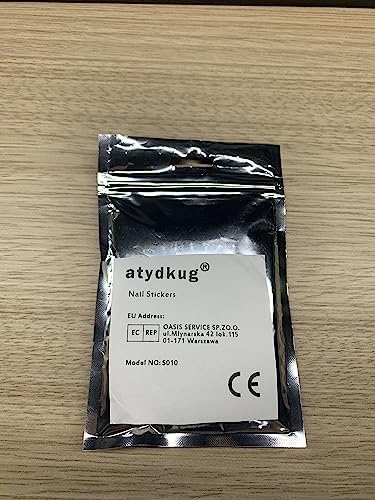 atydkug®
Nail Stickers
EU Address:
EC REP
OASIS SERVICE SP.ZO.O.
ul.Mlynarska 42 lok.115
01-171 Warszawa
Model NO:S010
CE